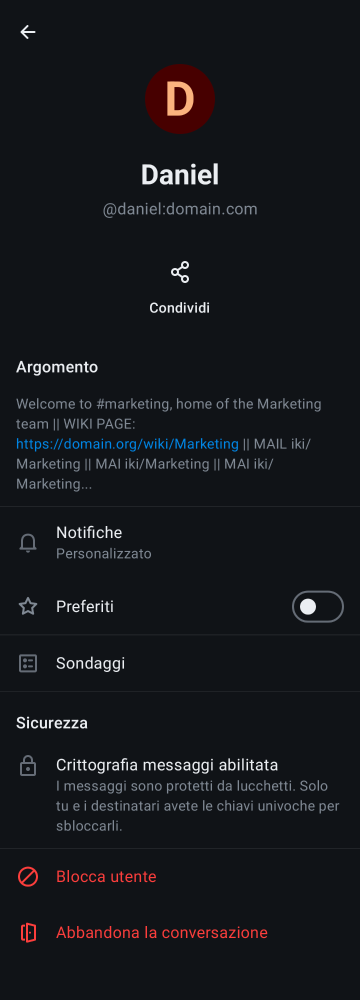 D
Daniel
@daniel:domain.com
Condividi
Argomento
Welcome to #marketing, home of the Marketing
team || WIKI PAGE:
https://domain.org/wiki/Marketing || MAIL iki/
Marketing || MAI iki/Marketing || MAI iki/
Marketing...
Notifiche
Personalizzato
Preferiti
Sondaggi
Sicurezza
Crittografia messaggi abilitata
I messaggi sono protetti da lucchetti. Solo
tu e i destinatari avete le chiavi univoche per
sbloccarli.
Blocca utente
Abbandona la conversazione